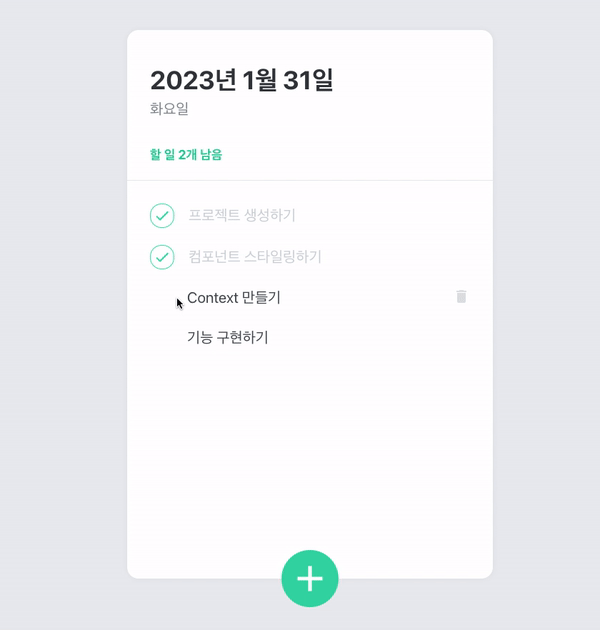 2023년 1월 31일
화요일
할 일 2개 남음
프로젝트 생성하기
컴포넌트 스타일링하기
Context 만들기
기능 구현하기